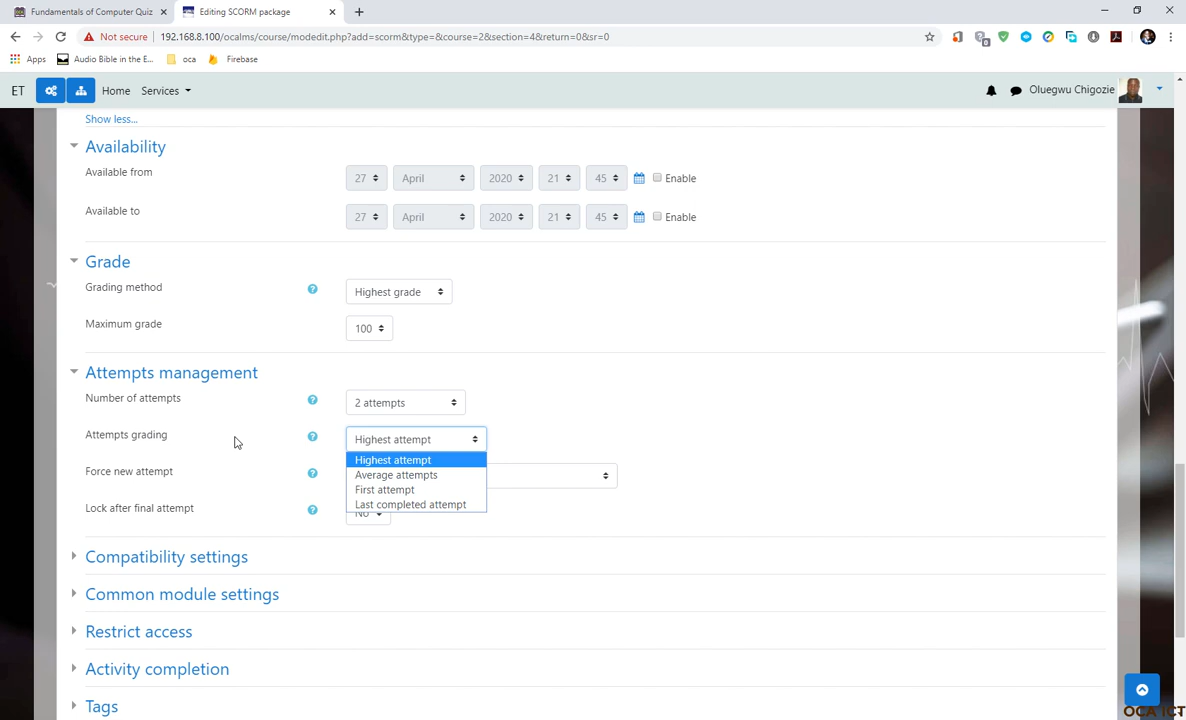 Fundamentals of Computer Quiz
Editing SCORM package
Not secure
192.168.8.100/ocalms/course/modedit.php?add=scorm&type=&course=2&section=4&return=0&sr=0
Apps
Audio Bible in the E...
oca
Firebase
ET
Home
Services
Oluegwu Chigozie
Show less...
Availability
Available from
27 April 2020 21 45 Enable
Available to
27 April 2020 21 45 Enable
Grade
Grading method
Highest grade
Maximum grade
100
Attempts management
Number of attempts
2 attempts
Attempts grading
Highest attempt
Highest attempt
Average attempts
First attempt
Last completed attempt
Force new attempt
Lock after final attempt
No
Compatibility settings
Common module settings
Restrict access
Activity completion
Tags
OCA ICT